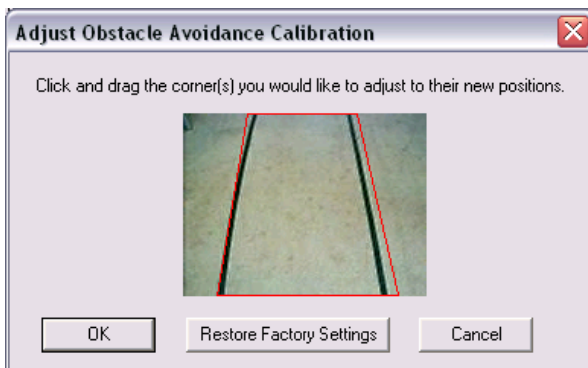 Adjust Obstacle Avoidance Calibration
Click and drag the corner(s) you would like to adjust to their new positions.
OK
Restore Factory Settings
Cancel